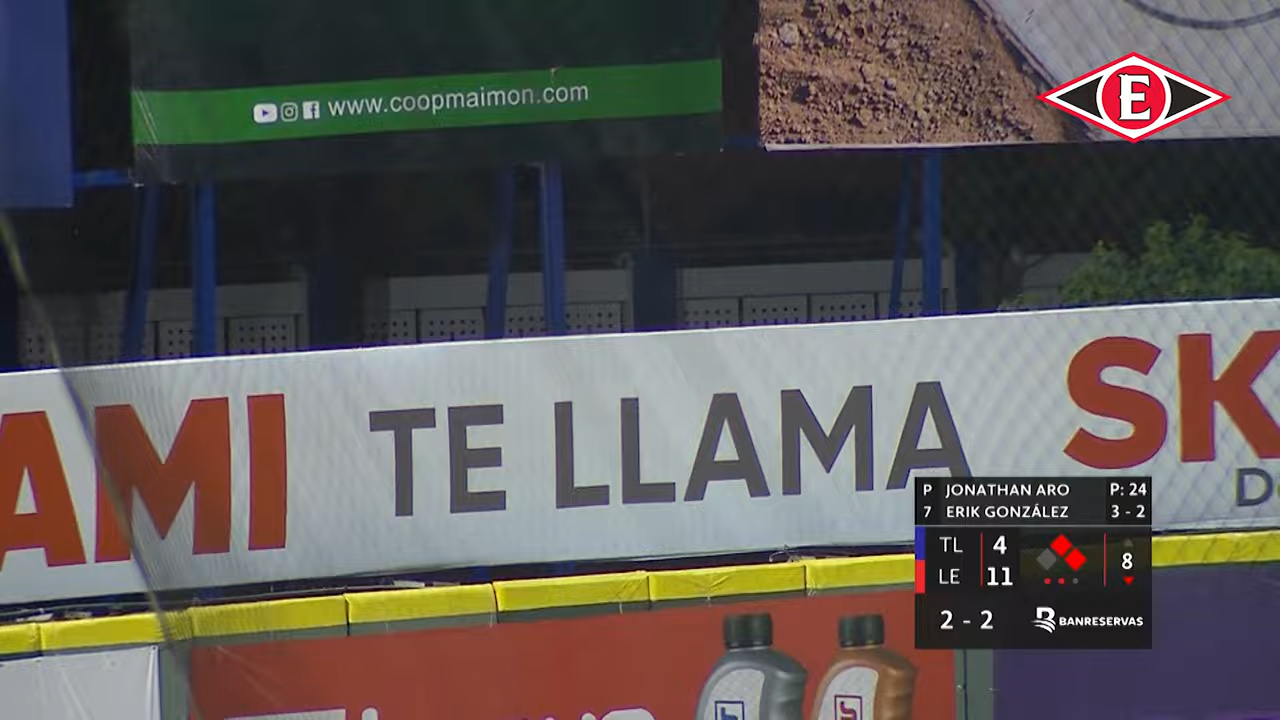 www.coopmaimon.com
E
AMI TE LLAMA SK
P JONATHAN ARO P: 24
7 ERIK GONZÁLEZ 3 - 2
TL 4
LE 11
8
2 - 2 BANRESERVAS